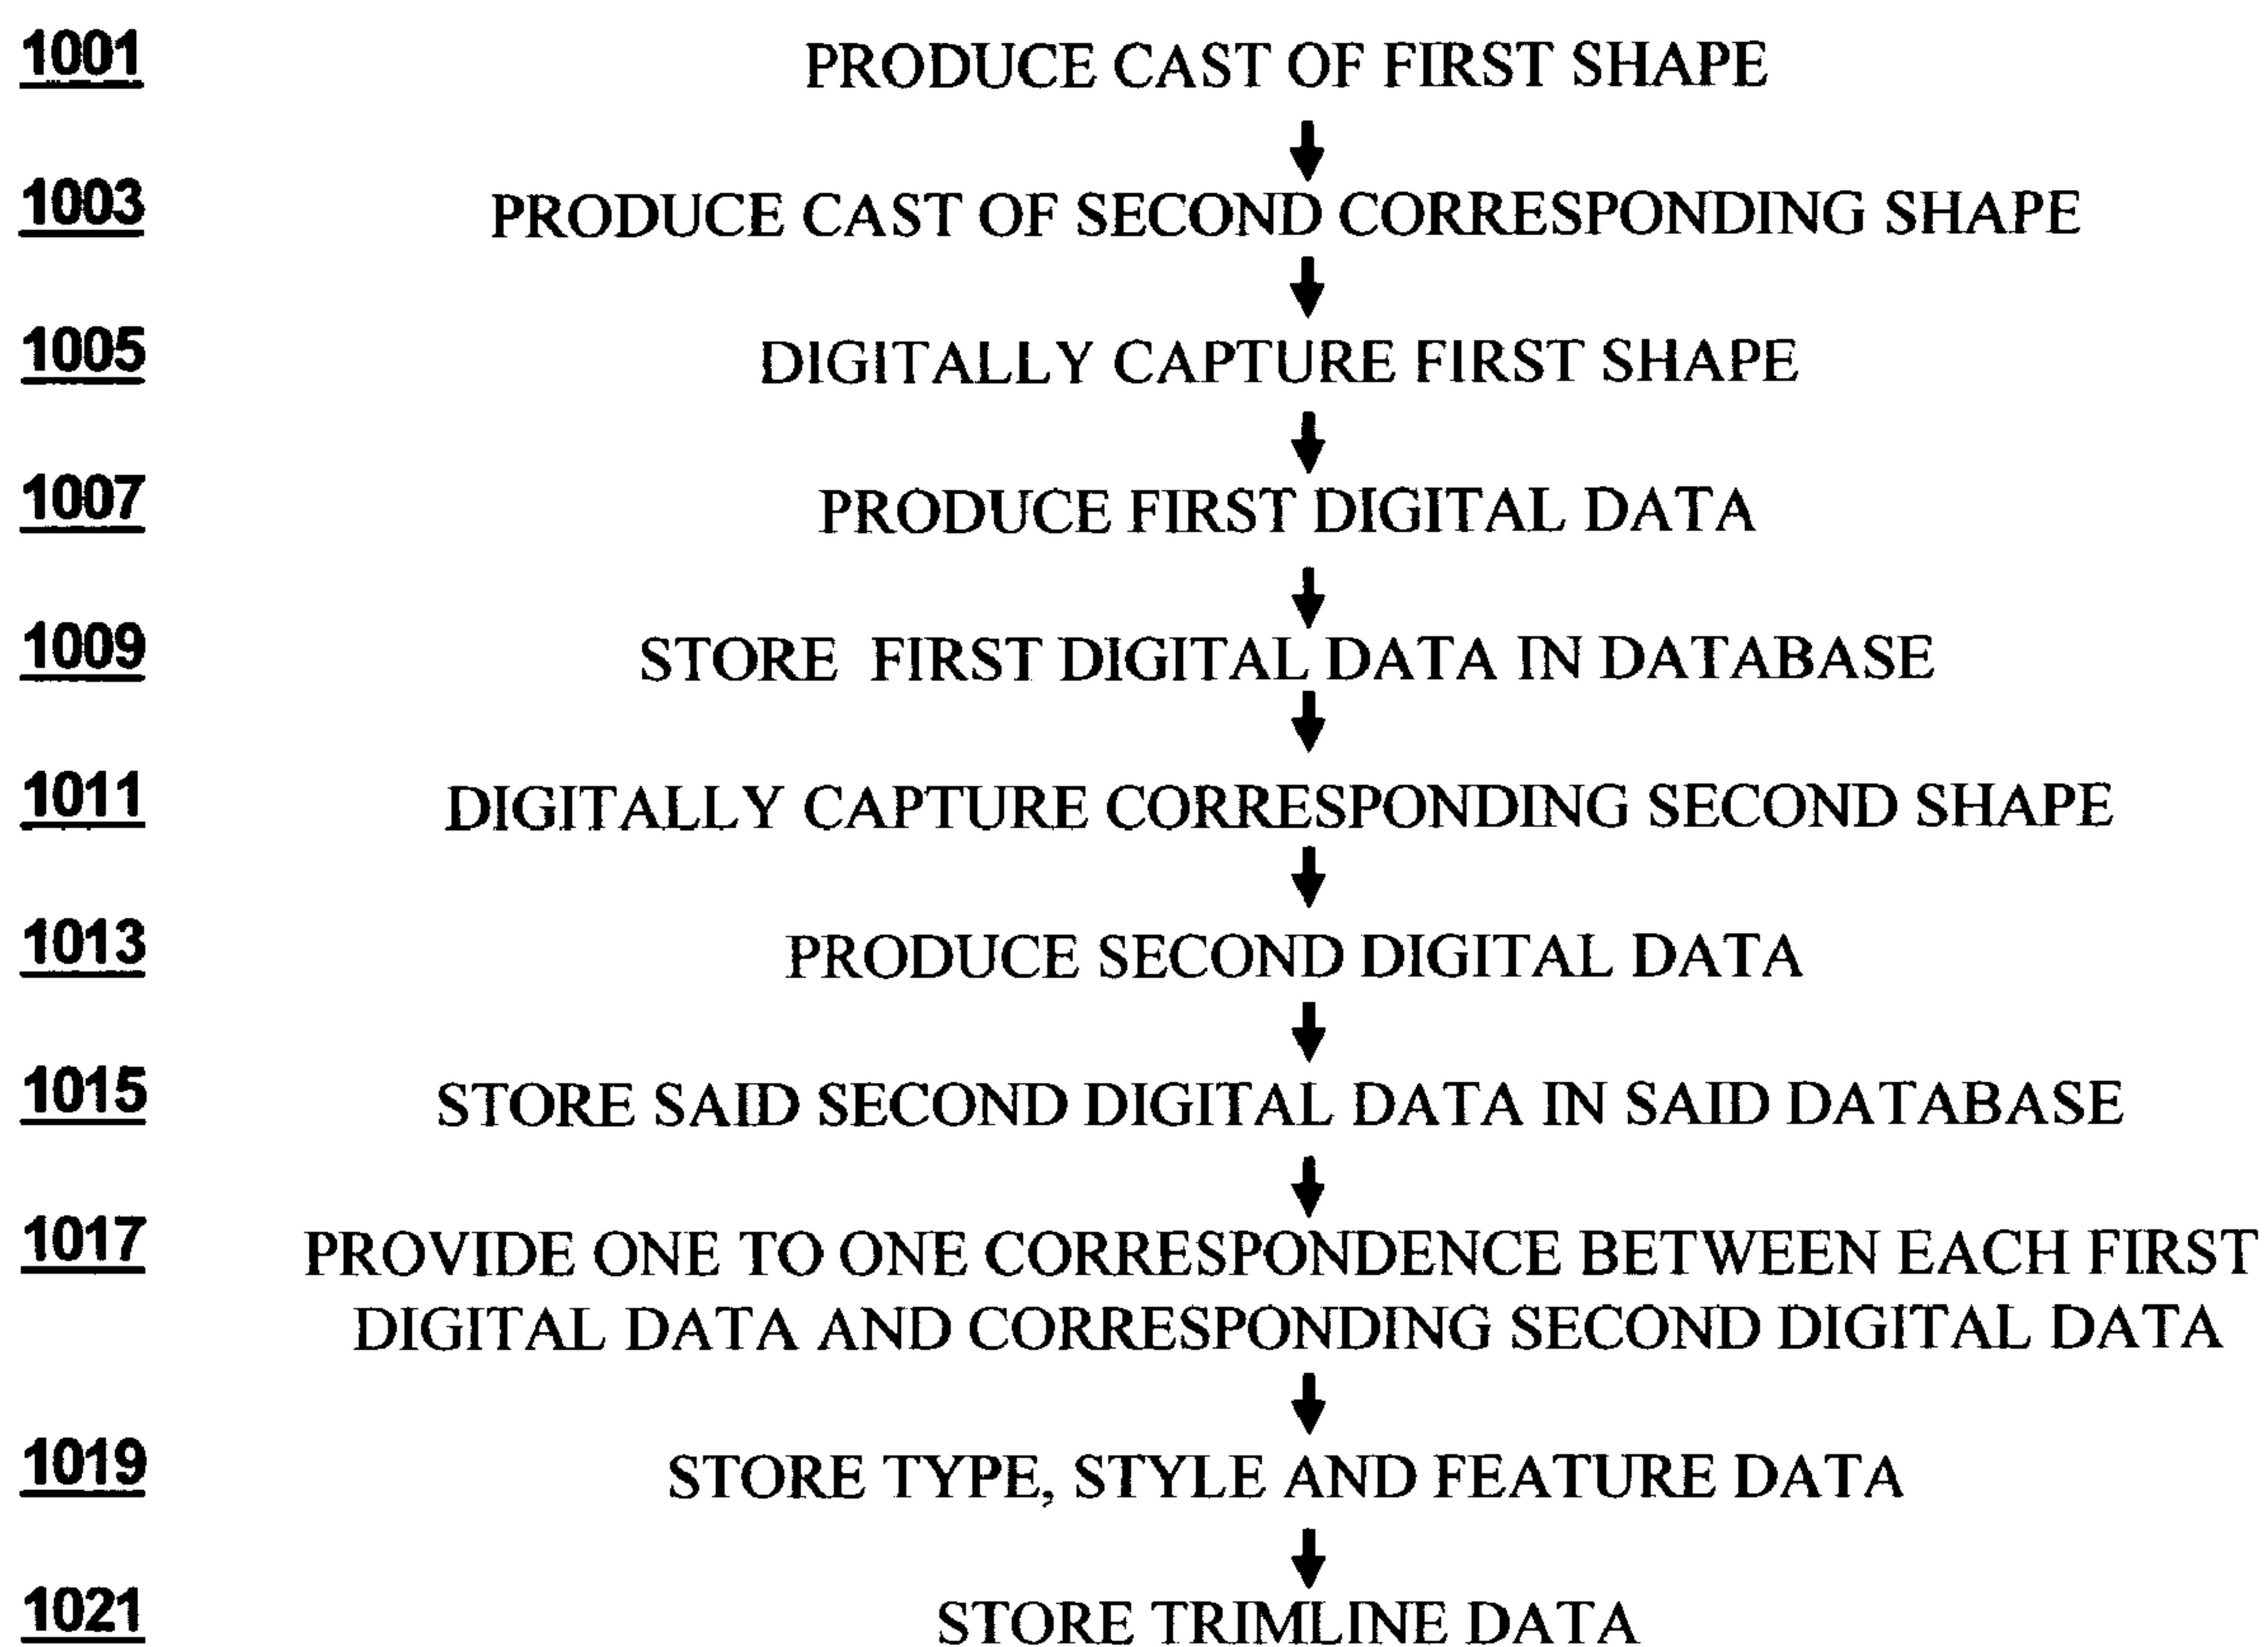 1001 PRODUCE CAST OF FIRST SHAPE
1003 PRODUCE CAST OF SECOND CORRESPONDING SHAPE
1005 DIGITALLY CAPTURE FIRST SHAPE
1007 PRODUCE FIRST DIGITAL DATA
1009 STORE FIRST DIGITAL DATA IN DATABASE
1011 DIGITALLY CAPTURE CORRESPONDING SECOND SHAPE
1013 PRODUCE SECOND DIGITAL DATA
1015 STORE SAID SECOND DIGITAL DATA IN SAID DATABASE
1017 PROVIDE ONE TO ONE CORRESPONDENCE BETWEEN EACH FIRST
DIGITAL DATA AND CORRESPONDING SECOND DIGITAL DATA
1019 STORE TYPE, STYLE AND FEATURE DATA
1021 STORE TRIMLINE DATA